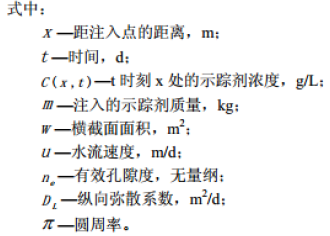 式中：
x—距注入点的距离，m；
t—时间，d；
C(x,t)—t 时刻 x 处的示踪剂浓度，g/L；
m—注入的示踪剂质量，kg；
w—横截面面积，m²；
u—水流速度，m/d；
nₑ—有效孔隙度，无量纲；
D_L—纵向弥散系数，m²/d；
π—圆周率。